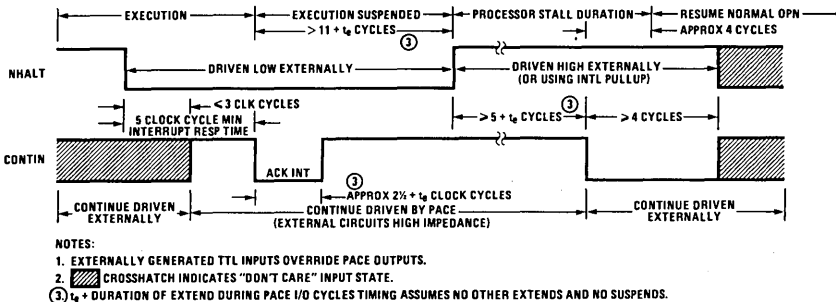 EXECUTION
EXECUTION SUSPENDED
PROCESSOR STALL DURATION
RESUME NORMAL OPN
> 11 + te CYCLES
③
APPROX 4 CYCLES
NHALT
DRIVEN LOW EXTERNALLY
DRIVEN HIGH EXTERNALLY
(OR USING INTL PULLUP)
≤3 CLK CYCLES
5 CLOCK CYCLE MIN
INTERRUPT RESP TIME
③
> 5 + te CYCLES
≥4 CYCLES
CONTIN
ACK INT
③
APPROX 2½ + te CLOCK CYCLES
CONTINUE DRIVEN
EXTERNALLY
CONTINUE DRIVEN BY PACE
(EXTERNAL CIRCUITS HIGH IMPEDANCE)
CONTINUE DRIVEN
EXTERNALLY
NOTES:
1. EXTERNALLY GENERATED TTL INPUTS OVERRIDE PACE OUTPUTS.
2. CROSSHATCH INDICATES "DON'T CARE" INPUT STATE.
③. te + DURATION OF EXTEND DURING PACE I/O CYCLES TIMING ASSUMES NO OTHER EXTENDS AND NO SUSPENDS.